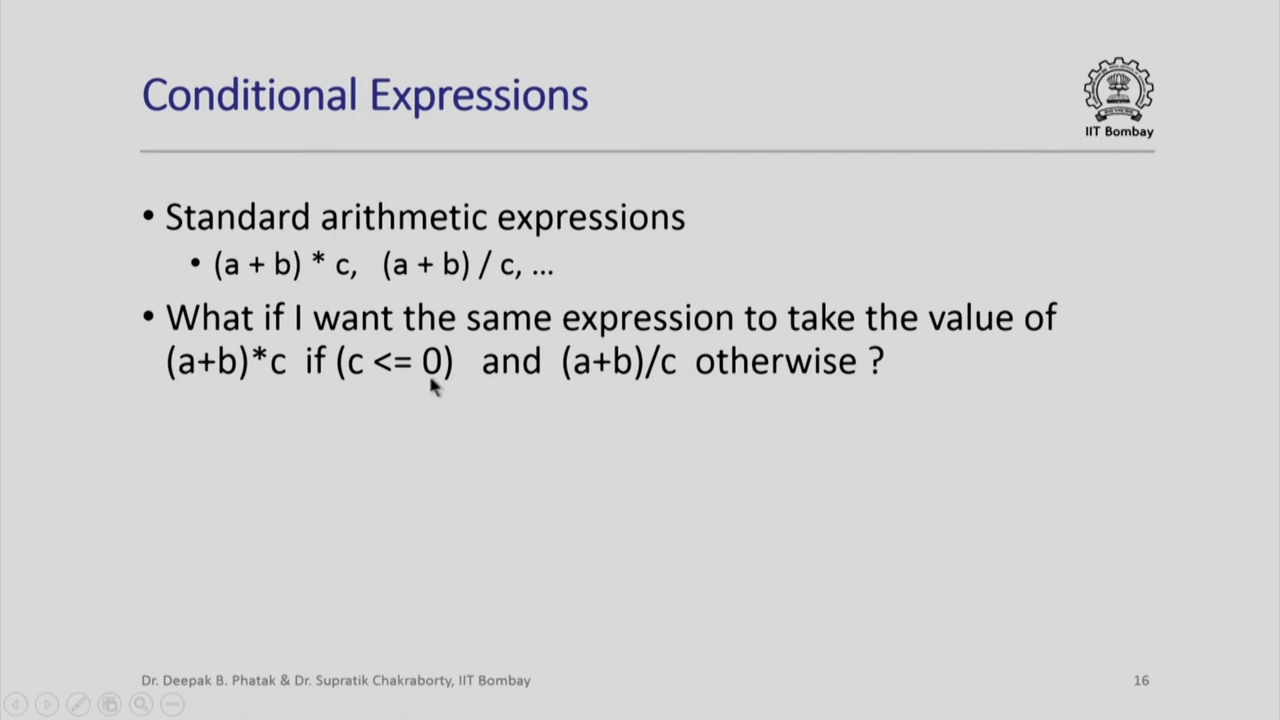 Conditional Expressions
IIT Bombay
• Standard arithmetic expressions
• (a + b) * c, (a + b) / c, ...
• What if I want the same expression to take the value of
(a+b)*c if (c <= 0) and (a+b)/c otherwise ?
Dr. Deepak B. Phatak & Dr. Supratik Chakraborty, IIT Bombay
16